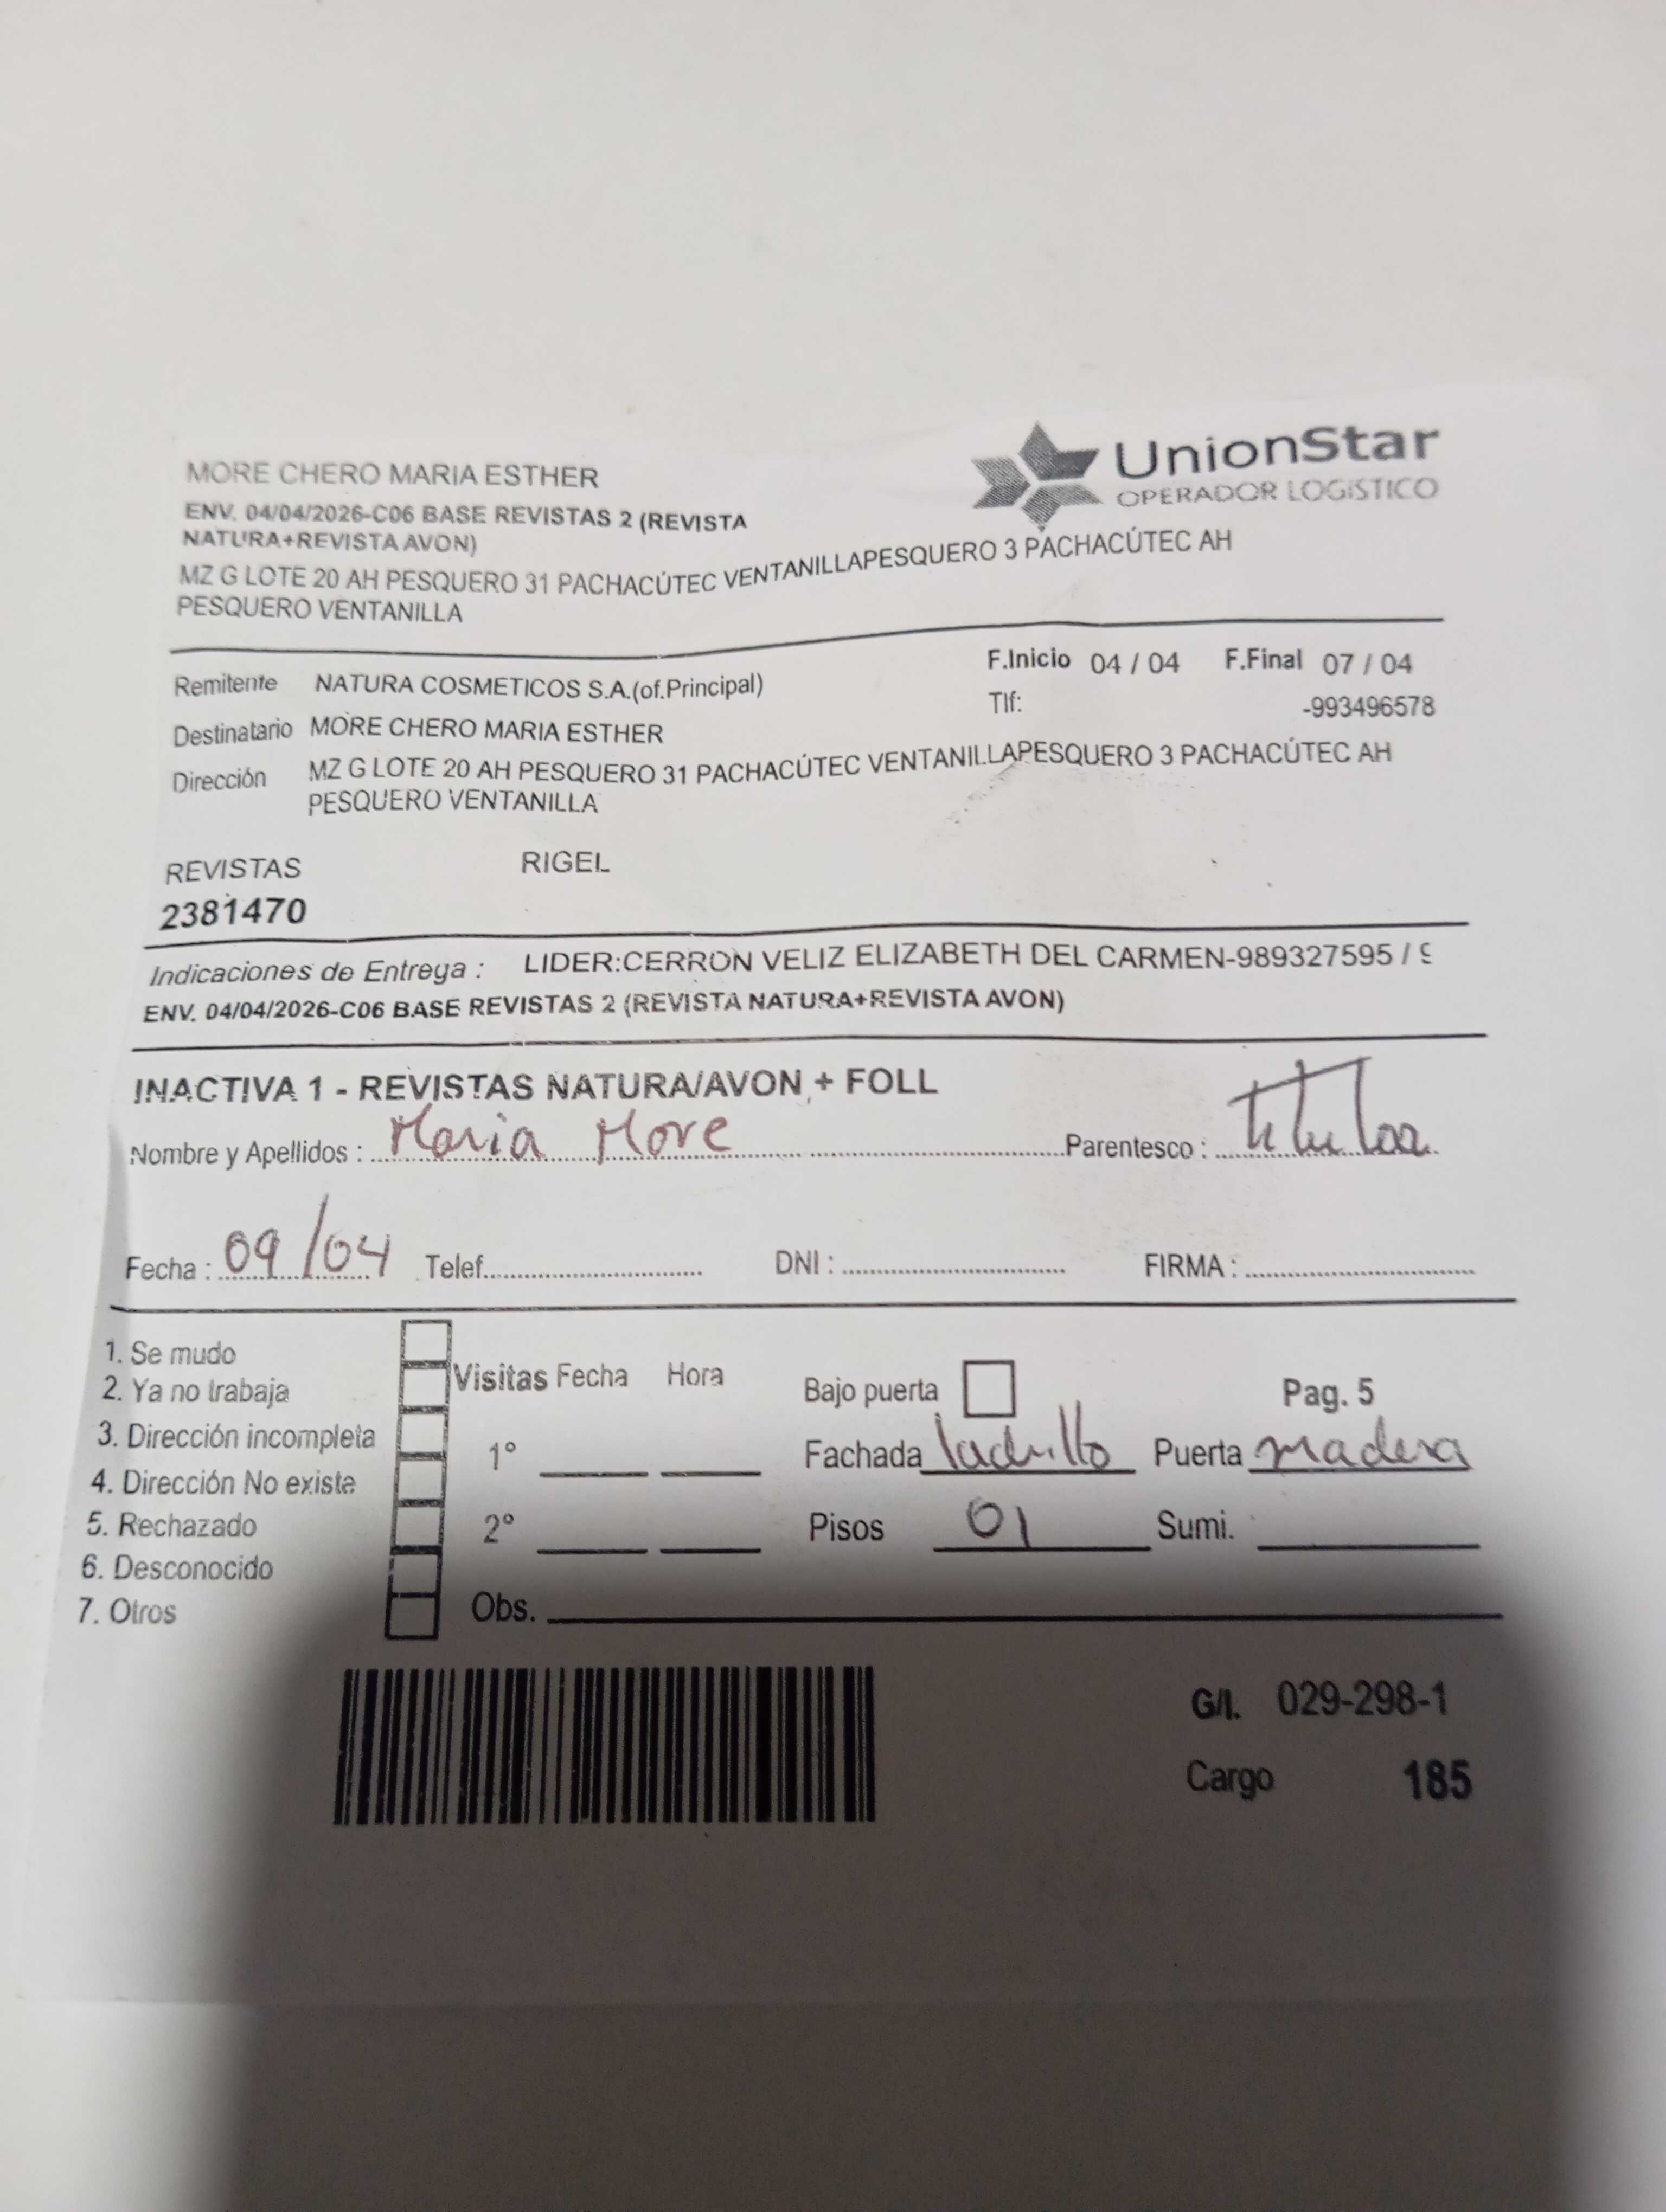 MORE CHERO MARIA ESTHER
UnionStar
OPERADOR LOGÍSTICO
ENV. 04/04/2026-C06 BASE REVISTAS 2 (REVISTA
NATURA+REVISTA AVON)
MZ G LOTE 20 AH PESQUERO 31 PACHACÚTEC VENTANILLAPESQUERO 3 PACHACÚTEC AH
PESQUERO VENTANILLA
F.Inicio 04 / 04 F.Final 07 / 04
Remitente NATURA COSMETICOS S.A.(of.Principal)
Tlf: -993496578
Destinatario MORE CHERO MARIA ESTHER
Dirección MZ G LOTE 20 AH PESQUERO 31 PACHACÚTEC VENTANILLAPESQUERO 3 PACHACÚTEC AH
PESQUERO VENTANILLA
REVISTAS RIGEL
2381470
Indicaciones de Entrega : LIDER:CERRON VELIZ ELIZABETH DEL CARMEN-989327595 /
ENV. 04/04/2026-C06 BASE REVISTAS 2 (REVISTA NATURA+REVISTA AVON)
INACTIVA 1 - REVISTAS NATURA/AVON + FOLL
Nombre y Apellidos : Maria More Parentesco :
Fecha : 09/04 Telef. DNI : FIRMA :
1. Se mudo
2. Ya no trabaja
3. Dirección incompleta
4. Dirección No existe
5. Rechazado
6. Desconocido
7. Otros
Visitas Fecha Hora
1°
2°
Obs.
Bajo puerta Pag. 5
Fachada ladrillo Puerta madera
Pisos 01 Sumi.
G/I. 029-298-1
Cargo 185